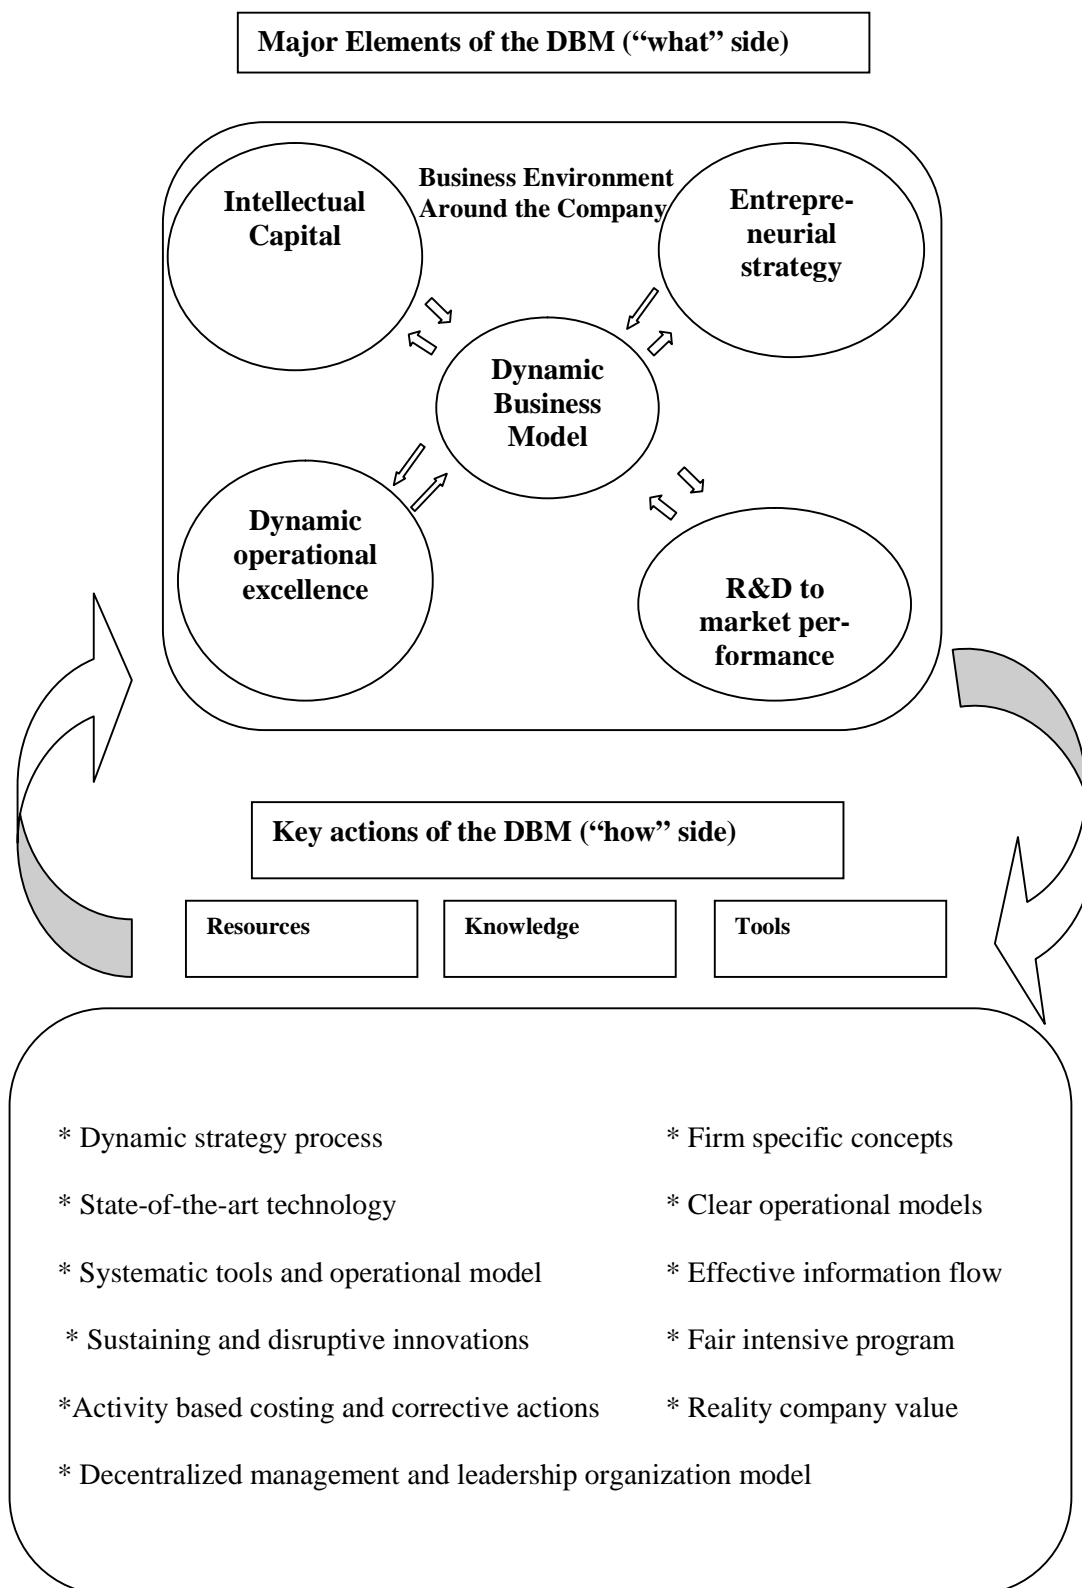 Major Elements of the DBM (“what” side)
Business Environment
Around the Company
Intellectual
Capital
Entrepre-
neurial
strategy
Dynamic
Business
Model
Dynamic
operational
excellence
R&D to
market per-
formance
Key actions of the DBM (“how” side)
Resources
Knowledge
Tools
* Dynamic strategy process
* Firm specific concepts
* State-of-the-art technology
* Clear operational models
* Systematic tools and operational model
* Effective information flow
* Sustaining and disruptive innovations
* Fair intensive program
*Activity based costing and corrective actions
* Reality company value
* Decentralized management and leadership organization model